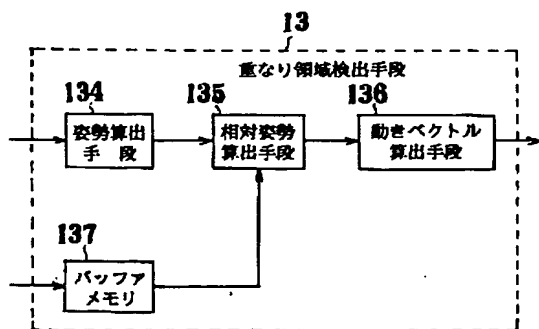 13
重なり領域検出手段
134
姿勢算出
手 段
135
相対姿勢
算出手段
136
動きベクトル
算出手段
137
バッファ
メモリ